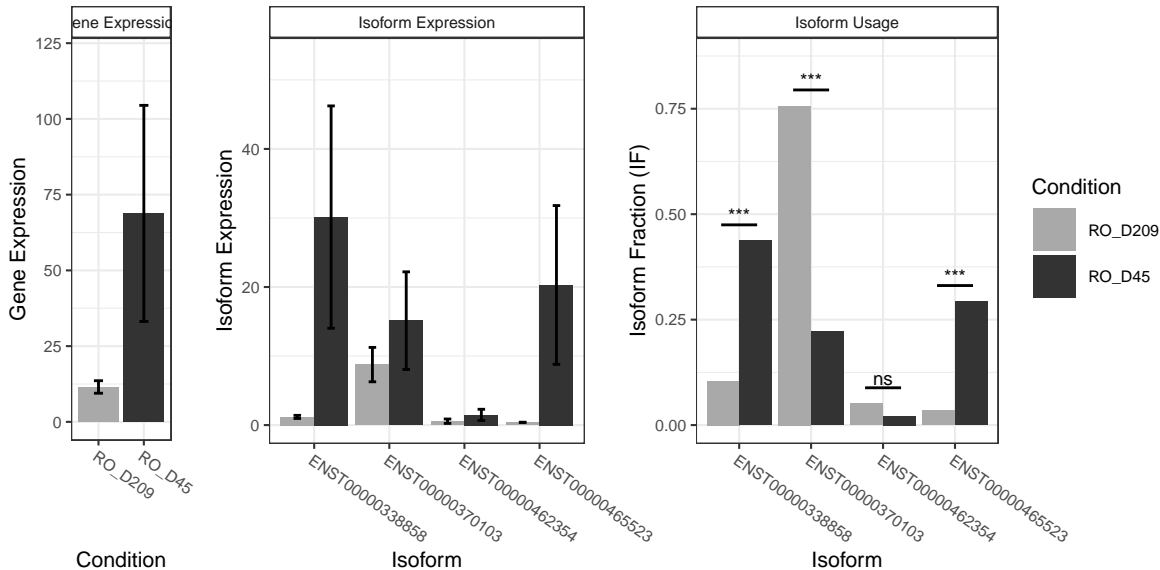 ene Expressio
Gene Expression
125
100
75
50
25
0
RO_D209
RO_D45
Condition
Isoform Expression
Isoform Expression
40
20
0
ENST00000338858
ENST00000370103
ENST00000462354
ENST00000465523
Isoform
Isoform Usage
Isoform Fraction (IF)
0.75
0.50
0.25
0.00
***
***
ns
***
ENST00000338858
ENST00000370103
ENST00000462354
ENST00000465523
Isoform
Condition
RO_D209
RO_D45